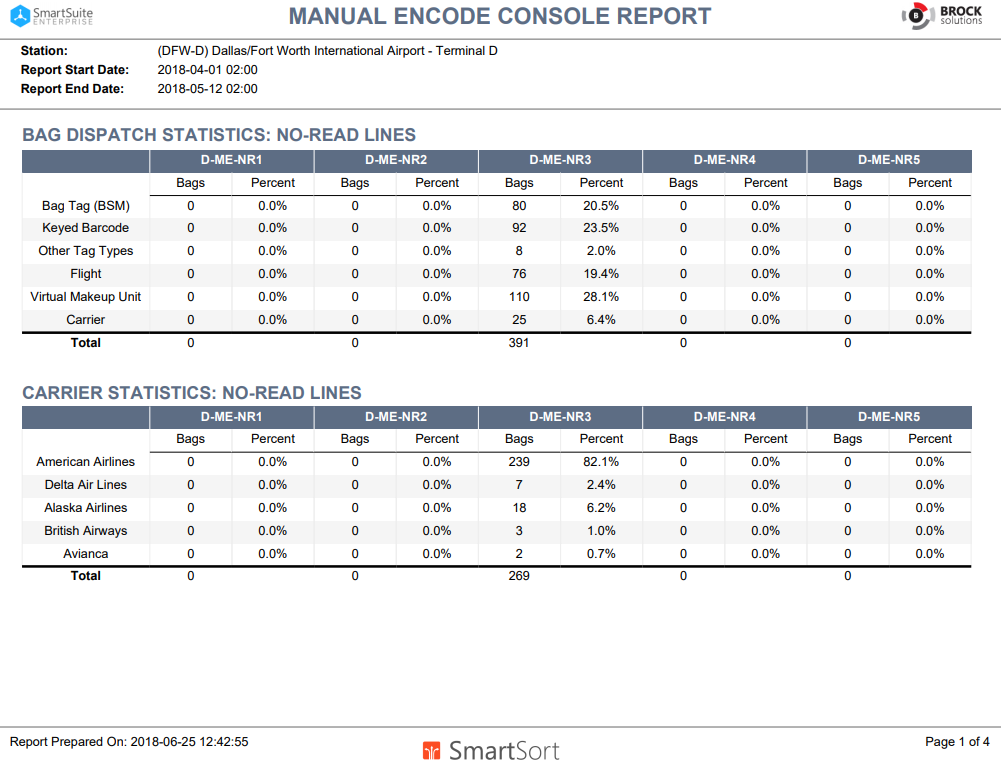 SmartSuite
ENTERPRISE
MANUAL ENCODE CONSOLE REPORT
BROCK
solutions
Station: (DFW-D) Dallas/Fort Worth International Airport - Terminal D
Report Start Date: 2018-04-01 02:00
Report End Date: 2018-05-12 02:00
BAG DISPATCH STATISTICS: NO-READ LINES
D-ME-NR1 D-ME-NR2 D-ME-NR3 D-ME-NR4 D-ME-NR5
Bags Percent Bags Percent Bags Percent Bags Percent Bags Percent
Bag Tag (BSM) 0 0.0% 0 0.0% 80 20.5% 0 0.0% 0 0.0%
Keyed Barcode 0 0.0% 0 0.0% 92 23.5% 0 0.0% 0 0.0%
Other Tag Types 0 0.0% 0 0.0% 8 2.0% 0 0.0% 0 0.0%
Flight 0 0.0% 0 0.0% 76 19.4% 0 0.0% 0 0.0%
Virtual Makeup Unit 0 0.0% 0 0.0% 110 28.1% 0 0.0% 0 0.0%
Carrier 0 0.0% 0 0.0% 25 6.4% 0 0.0% 0 0.0%
Total 0 0 391 0 0
CARRIER STATISTICS: NO-READ LINES
D-ME-NR1 D-ME-NR2 D-ME-NR3 D-ME-NR4 D-ME-NR5
Bags Percent Bags Percent Bags Percent Bags Percent Bags Percent
American Airlines 0 0.0% 0 0.0% 239 82.1% 0 0.0% 0 0.0%
Delta Air Lines 0 0.0% 0 0.0% 7 2.4% 0 0.0% 0 0.0%
Alaska Airlines 0 0.0% 0 0.0% 18 6.2% 0 0.0% 0 0.0%
British Airways 0 0.0% 0 0.0% 3 1.0% 0 0.0% 0 0.0%
Avianca 0 0.0% 0 0.0% 2 0.7% 0 0.0% 0 0.0%
Total 0 0 269 0 0
Report Prepared On: 2018-06-25 12:42:55
SmartSort
Page 1 of 4